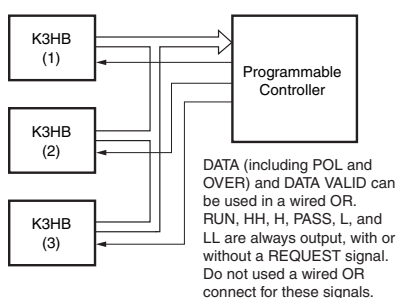 K3HB
(1)
K3HB
(2)
K3HB
(3)
Programmable
Controller
DATA (including POL and
OVER) and DATA VALID can
be used in a wired OR.
RUN, HH, H, PASS, L, and
LL are always output, with or
without a REQUEST signal.
Do not used a wired OR
connect for these signals.